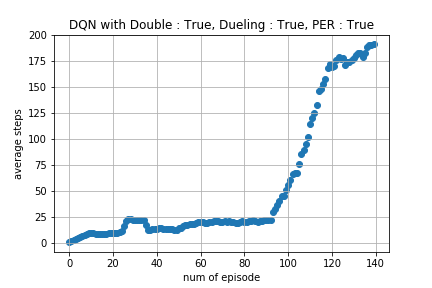 DQN with Double : True, Dueling : True, PER : True
200
175
150
125
100
75
50
25
0
average steps
0 20 40 60 80 100 120 140
num of episode